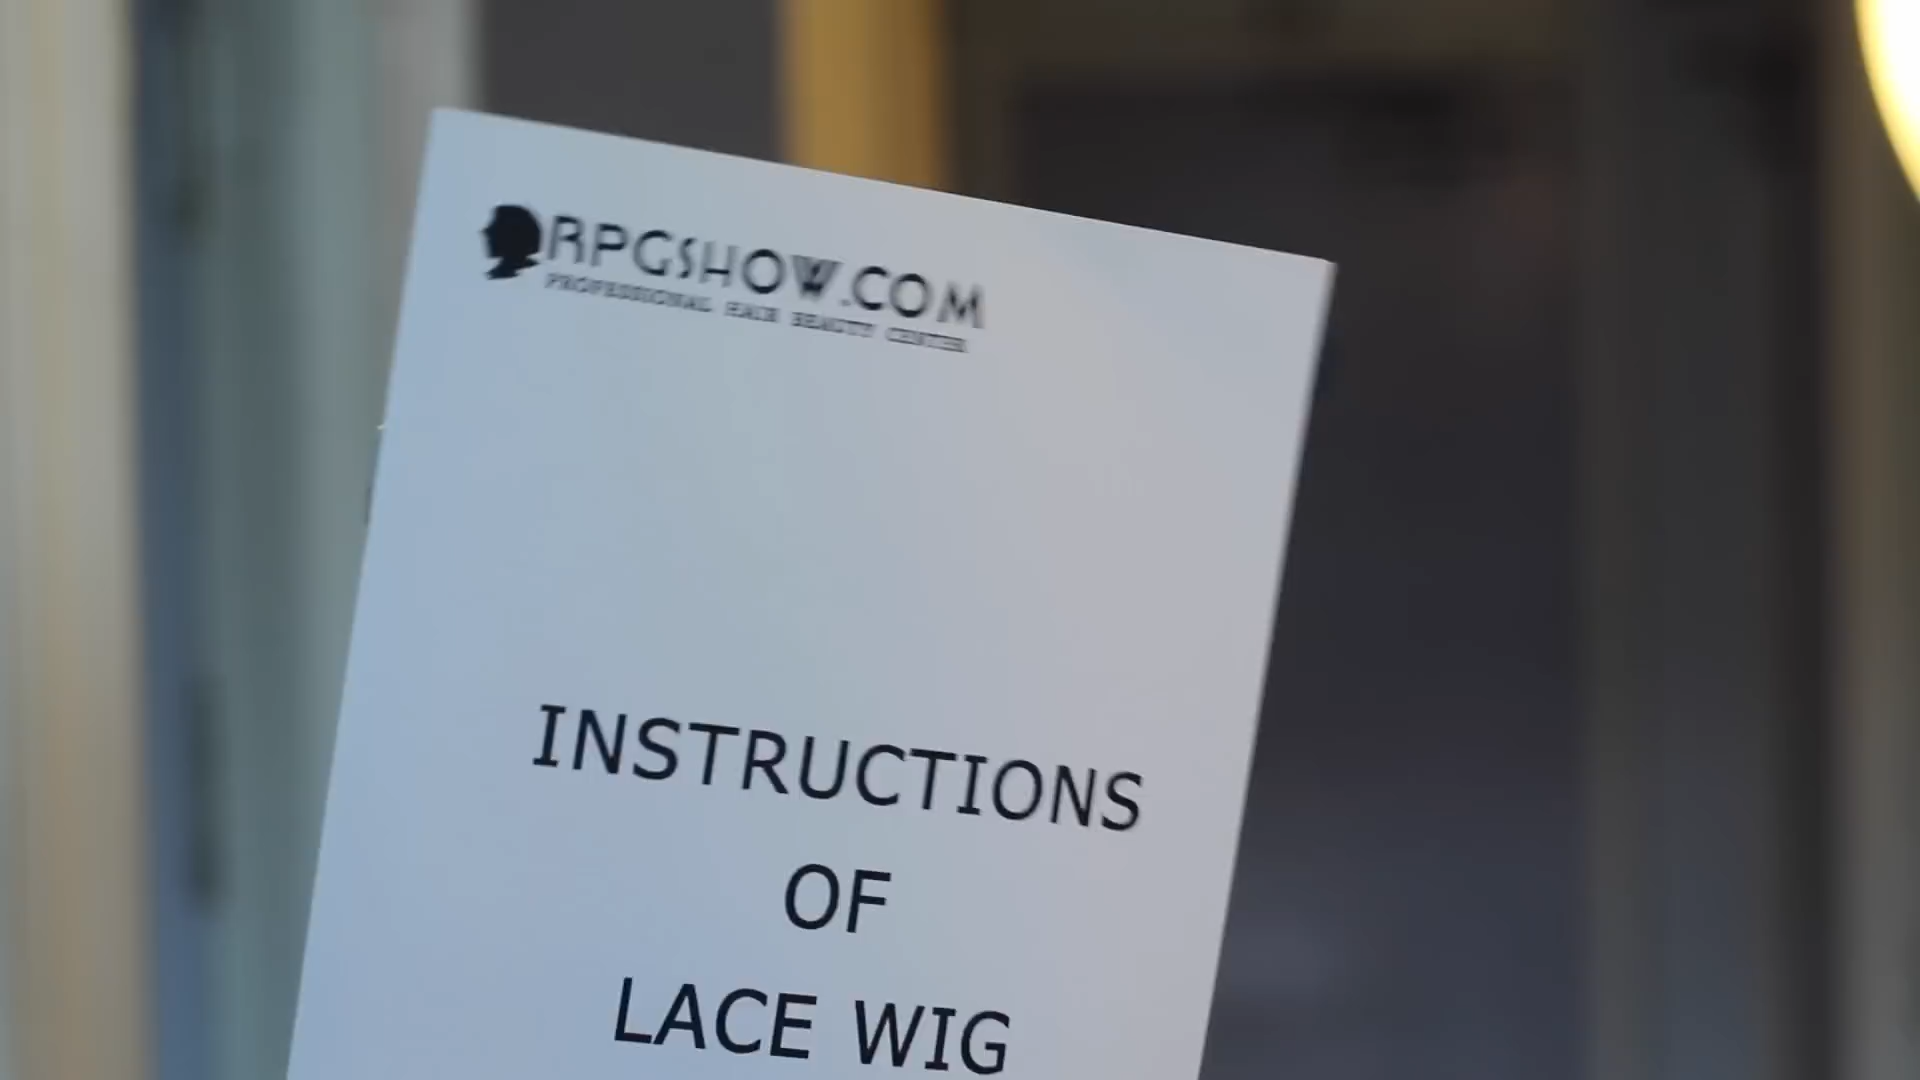 RPGSHOW.COM
PROFESSIONAL HAIR BEAUTY CENTER
INSTRUCTIONS
OF
LACE WIG